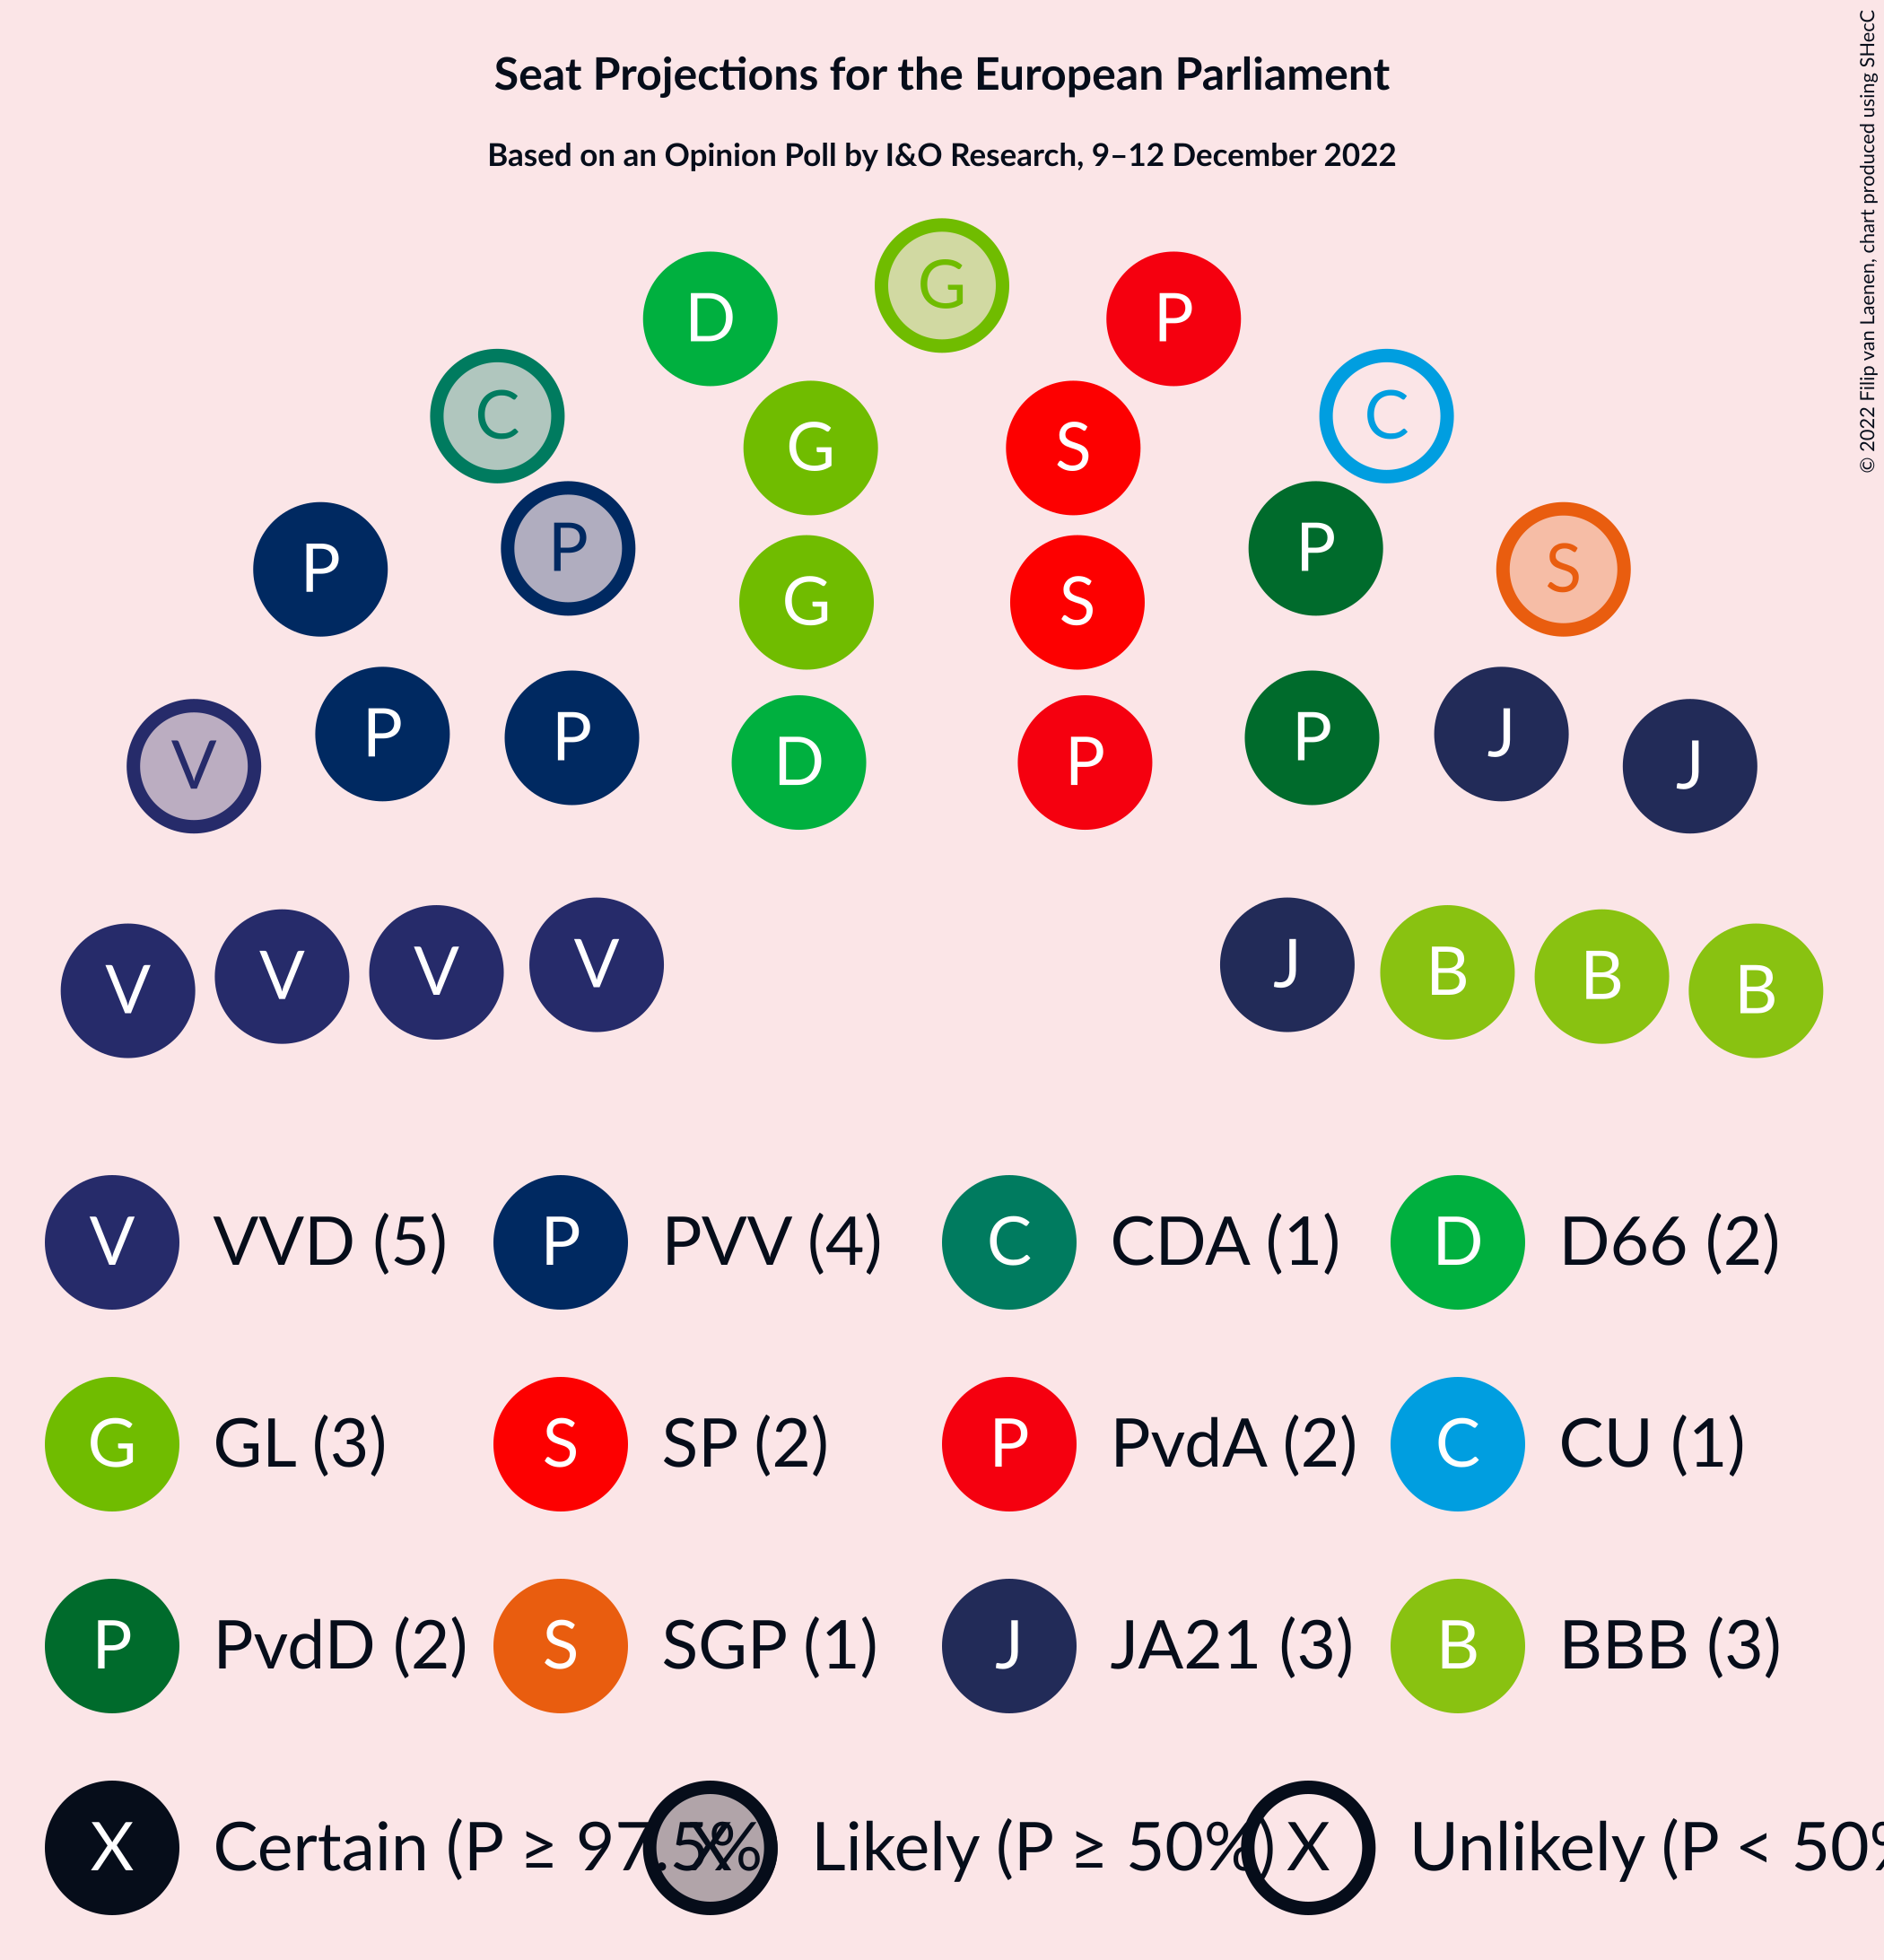 Seat Projections for the European Parliament
Based on an Opinion Poll by I&O Research, 9–12 December 2022
© 2022 Filip van Laenen, chart produced using SHecC
G
D P
C C
G S
P P
P S
G S
V P P D P P J J
V V V V J B B B
V VVD (5) P PVV (4) C CDA (1) D D66 (2)
G GL (3) S SP (2) P PvdA (2) C CU (1)
P PvdD (2) S SGP (1) J JA21 (3) B BBB (3)
X Certain (P ≥ 97.5% X Likely (P ≥ 50%) X Unlikely (P < 50%